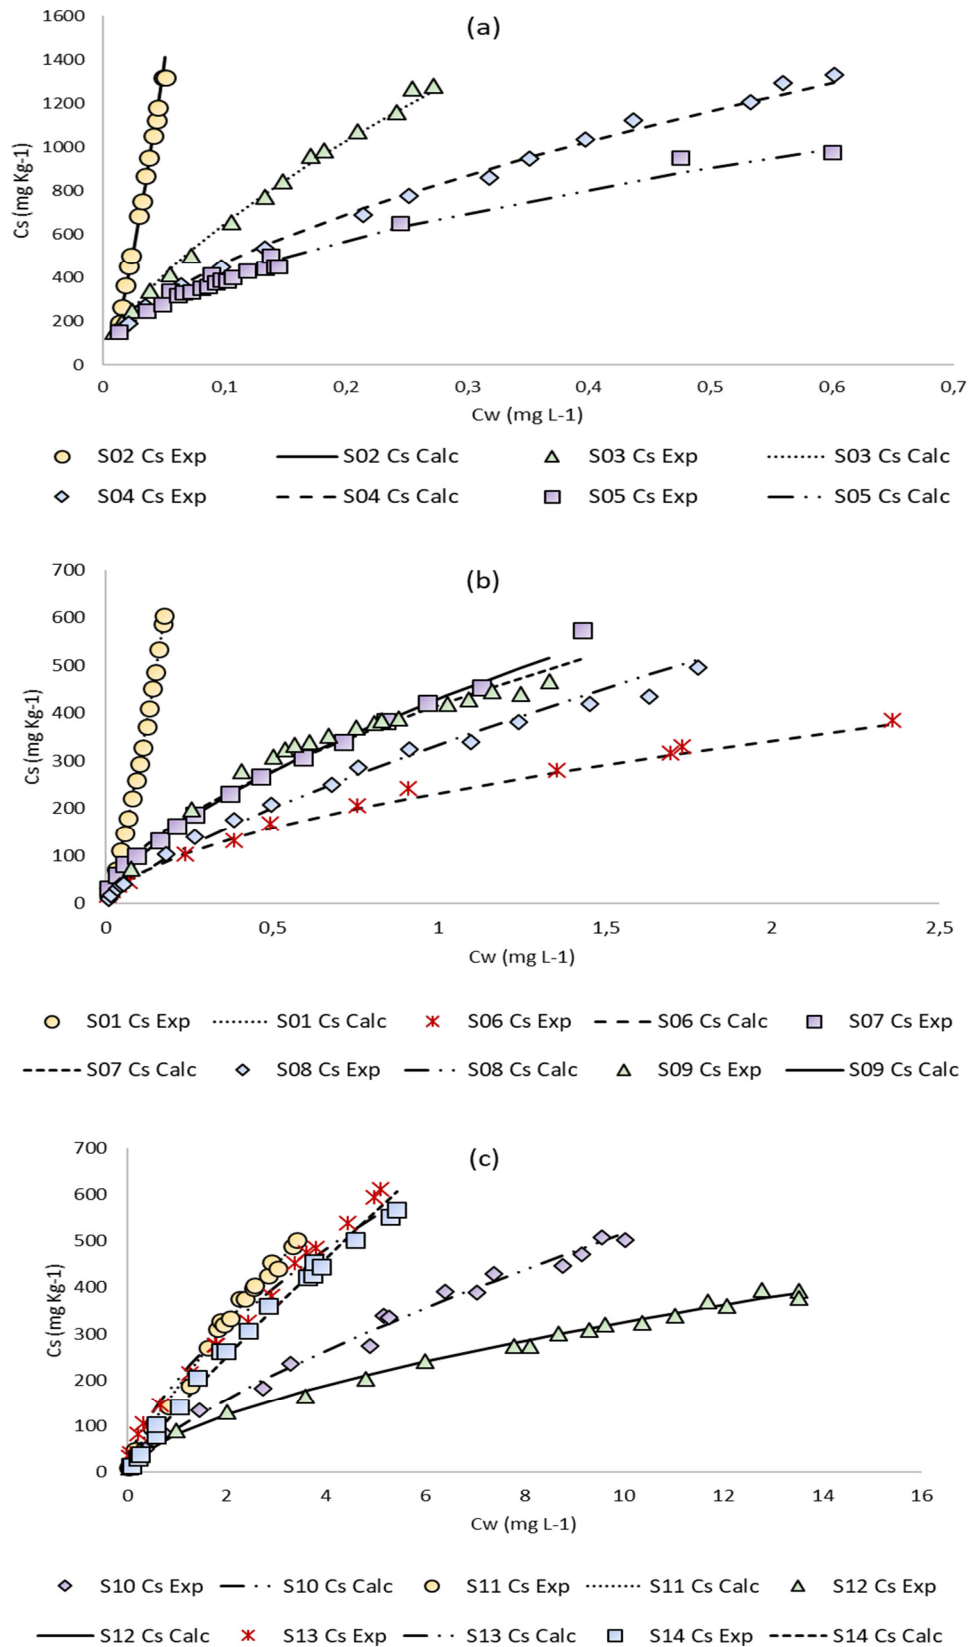 (a)
1600
1400
1200
1000
800
600
400
200
0
Cs (mg Kg-1)
0 0,1 0,2 0,3 0,4 0,5 0,6 0,7
Cw (mg L-1)
S02 Cs Exp S02 Cs Calc S03 Cs Exp S03 Cs Calc
S04 Cs Exp S04 Cs Calc S05 Cs Exp S05 Cs Calc
(b)
700
600
500
400
300
200
100
0
Cs (mg Kg-1)
0 0,5 1 1,5 2 2,5
Cw (mg L-1)
S01 Cs Exp S01 Cs Calc S06 Cs Exp S06 Cs Calc S07 Cs Exp
S07 Cs Calc S08 Cs Exp S08 Cs Calc S09 Cs Exp S09 Cs Calc
(c)
700
600
500
400
300
200
100
0
Cs (mg Kg-1)
0 2 4 6 8 10 12 14 16
Cw (mg L-1)
S10 Cs Exp S10 Cs Calc S11 Cs Exp S11 Cs Calc S12 Cs Exp
S12 Cs Calc S13 Cs Exp S13 Cs Calc S14 Cs Exp S14 Cs Calc